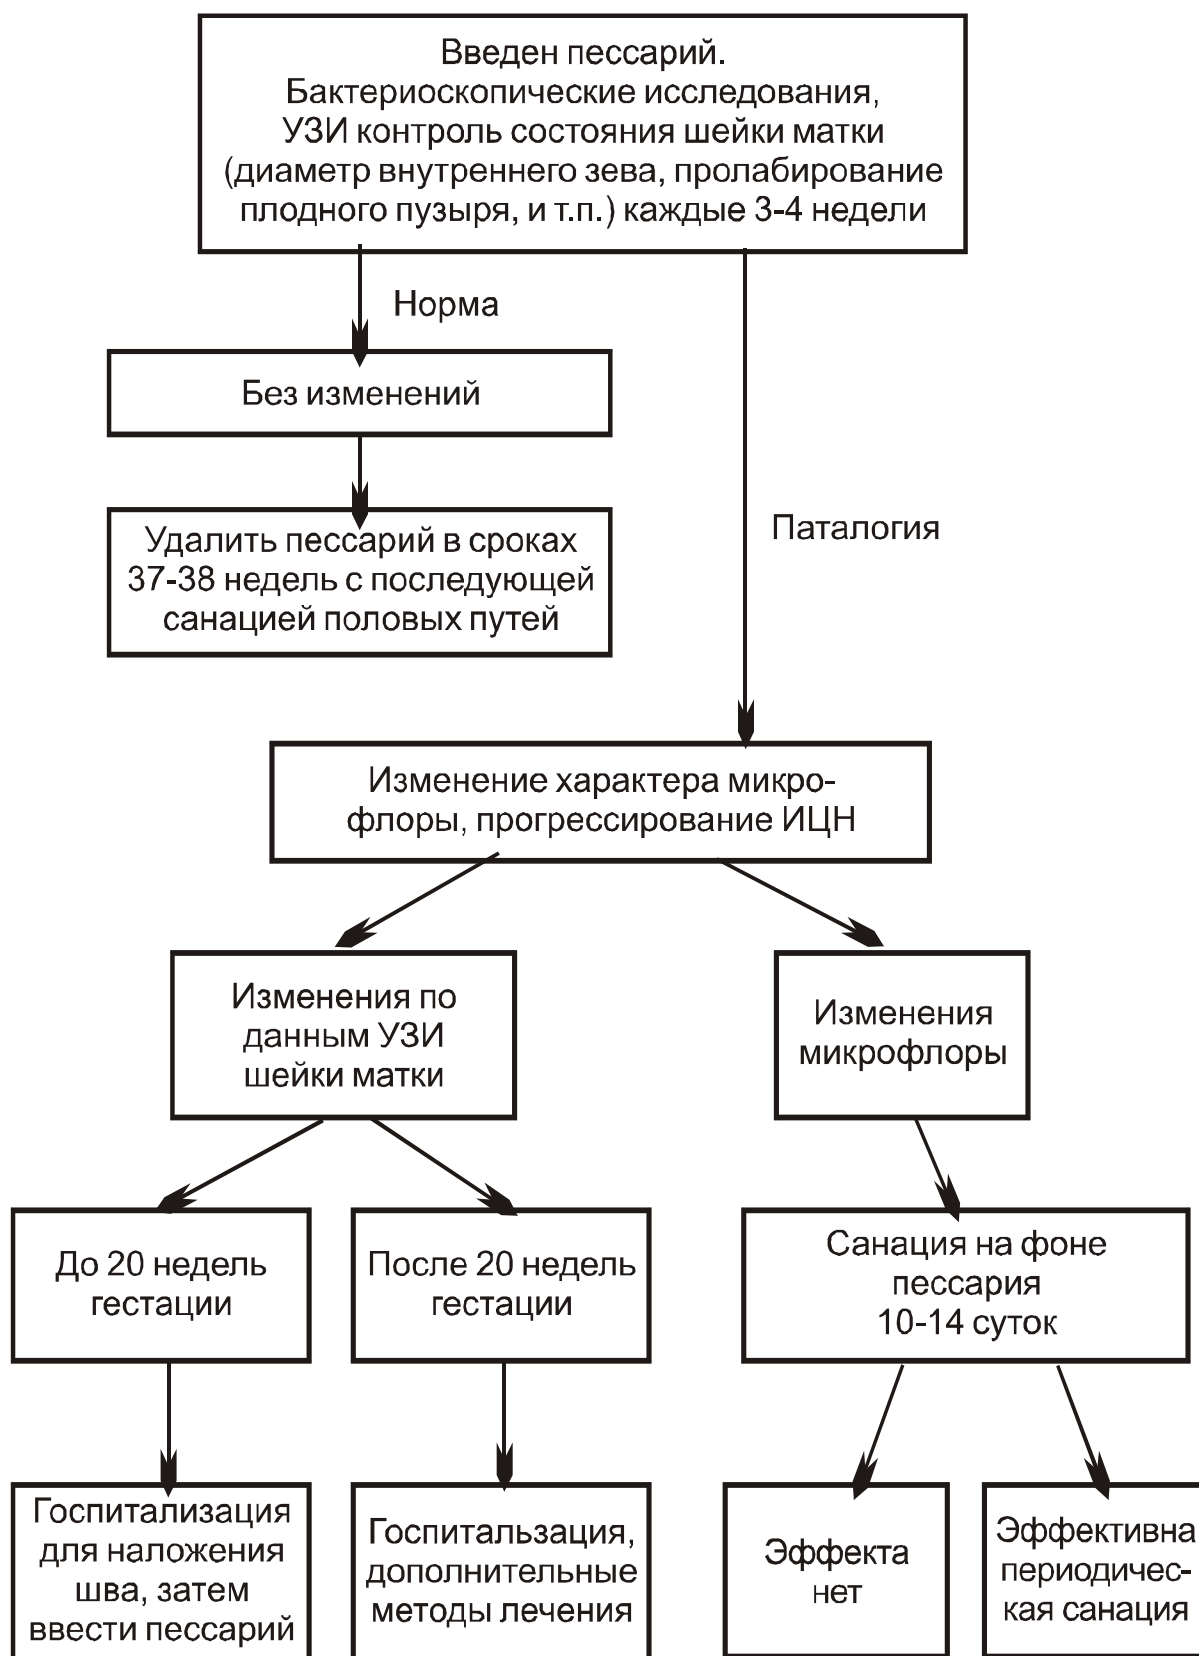 Введен пессарий.
Бактериоскопические исследования,
УЗИ контроль состояния шейки матки
(диаметр внутреннего зева, пролабирование
плодного пузыря, и т.п.) каждые 3-4 недели
Норма
Без изменений
Удалить пессарий в сроках
37-38 недель с последующей
санацией половых путей
Паталогия
Изменение характера микро-
флоры, прогрессирование ИЦН
Изменения по
данным УЗИ
шейки матки
Изменения
микрофлоры
До 20 недель
гестации
После 20 недель
гестации
Санация на фоне
пессария
10-14 суток
Госпитализация
для наложения
шва, затем
ввести пессарий
Госпитальзация,
дополнительные
методы лечения
Эффекта
нет
Эффективна
периодичес-
кая санация